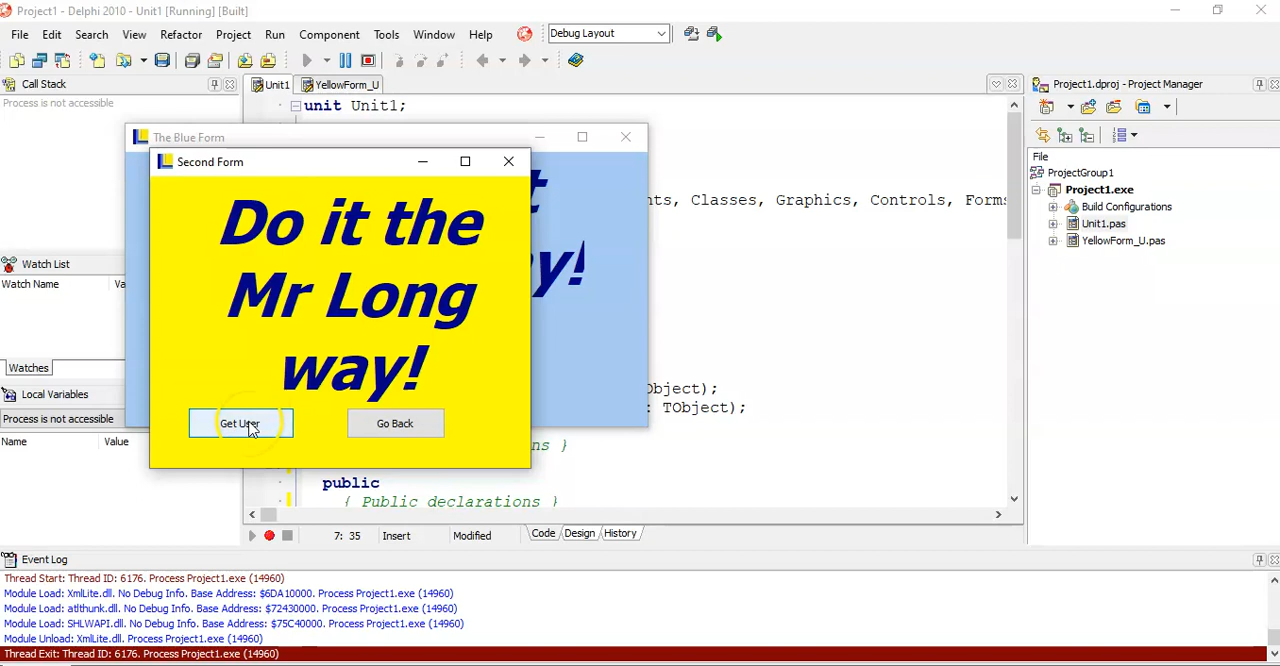 Project1 - Delphi 2010 - Unit1 [Running] [Built]
File Edit Search View Refactor Project Run Component Tools Window Help
Debug Layout
Call Stack
Process is not accessible
Unit1 YellowForm_U
unit Unit1;
Project1.dproj - Project Manager
File
ProjectGroup1
Project1.exe
Build Configurations
Unit1.pas
YellowForm_U.pas
The Blue Form
Second Form
Do it the
Mr Long
way!
Get User
Go Back
t
ay!
nts, Classes, Graphics, Controls, Forms
Object);
: TObject);
ons }
public
{ Public declarations }
Watch List
Watch Name Va
Watches
Local Variables
Process is not accessible
Name Value
7: 35 Insert Modified Code Design History
Event Log
Thread Start: Thread ID: 6176. Process Project1.exe (14960)
Module Load: XmlLite.dll. No Debug Info. Base Address: $6DA10000. Process Project1.exe (14960)
Module Load: atlthunk.dll. No Debug Info. Base Address: $72430000. Process Project1.exe (14960)
Module Load: SHLWAPI.dll. No Debug Info. Base Address: $75C40000. Process Project1.exe (14960)
Module Unload: XmlLite.dll. Process Project1.exe (14960)
Thread Exit: Thread ID: 6176. Process Project1.exe (14960)